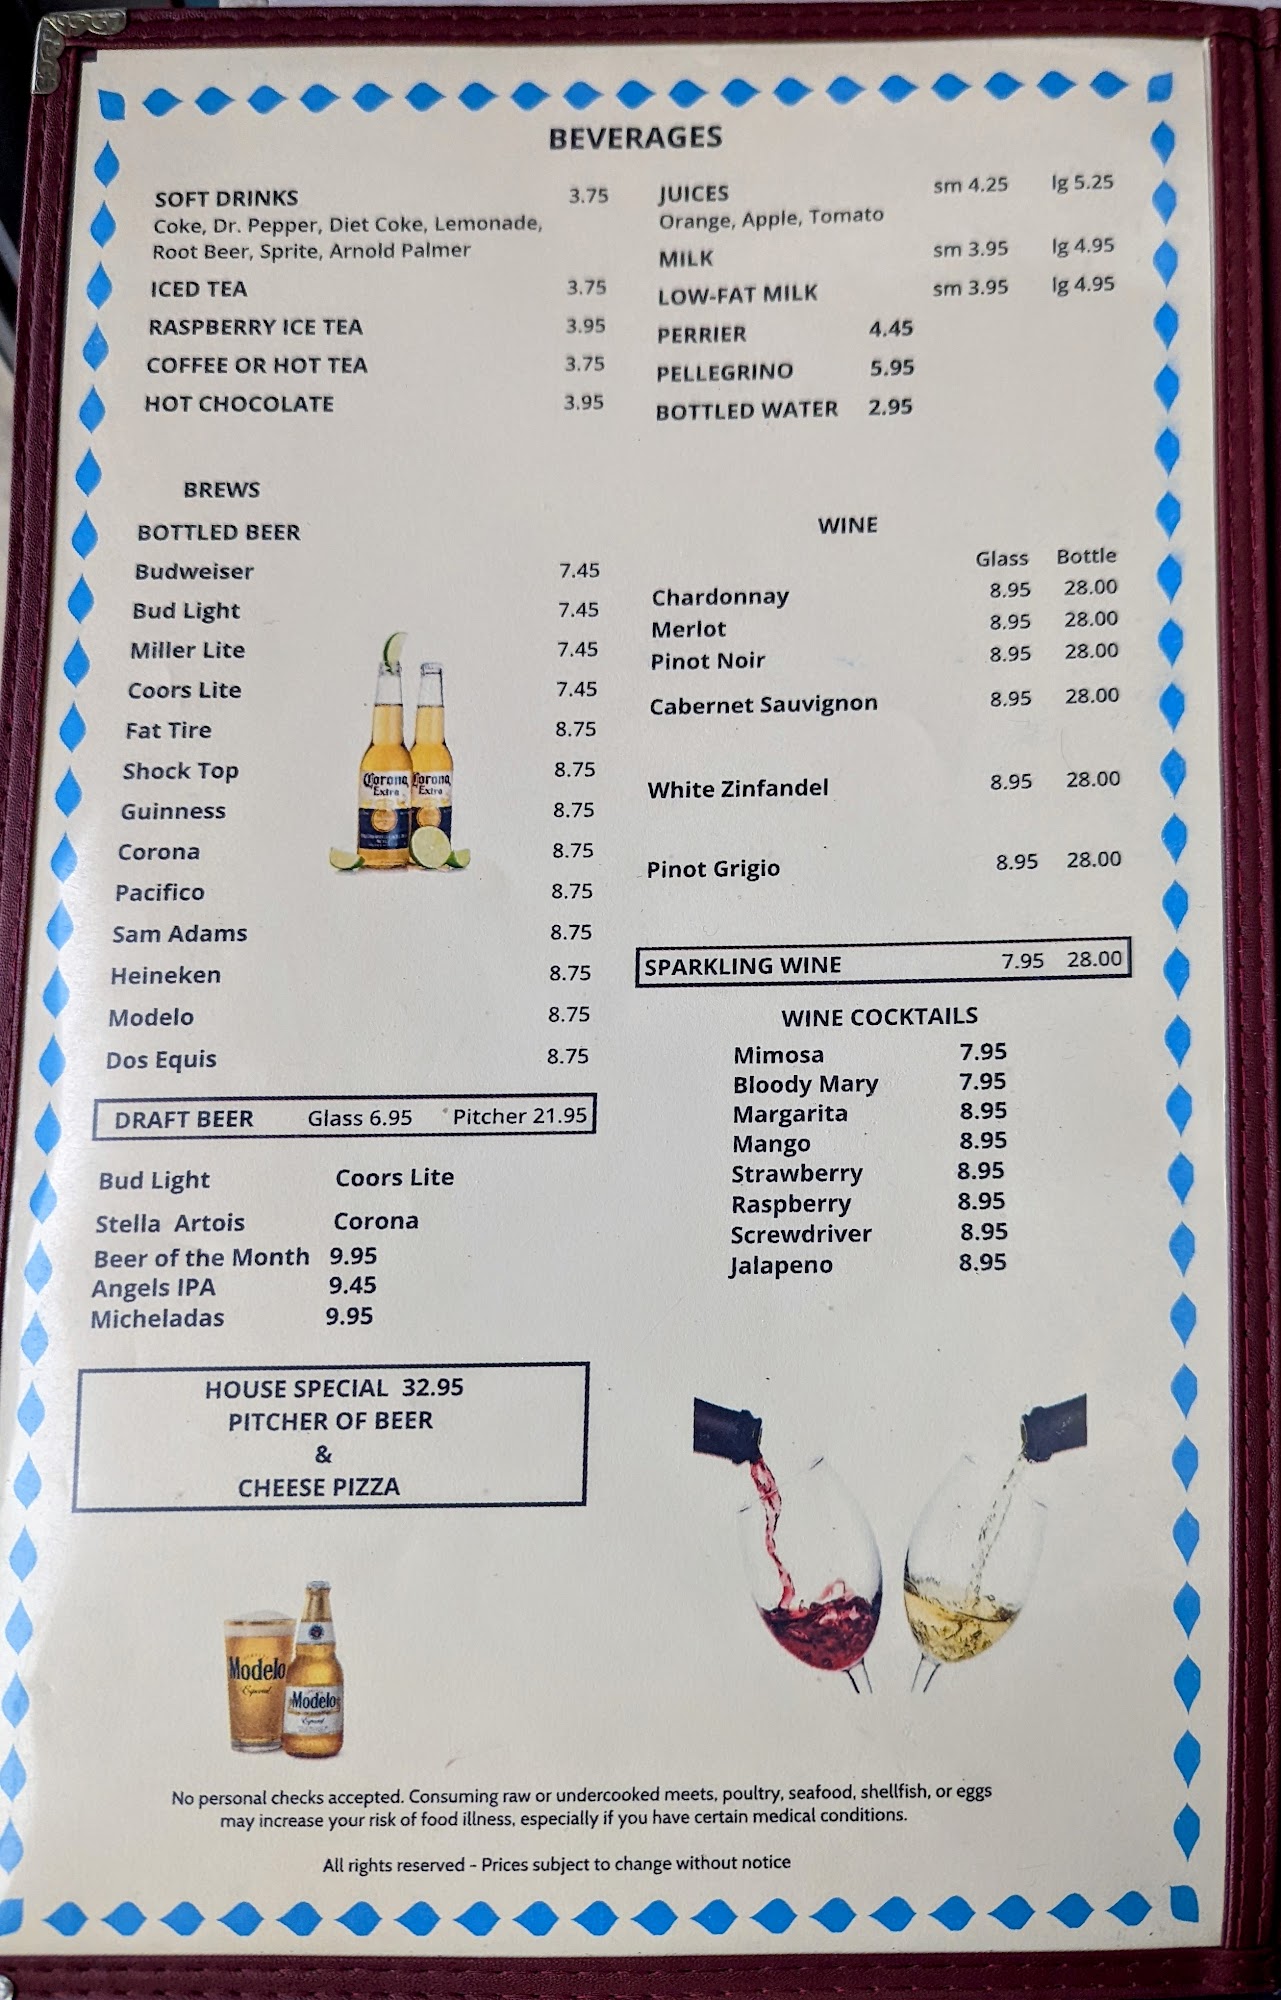 BEVERAGES
SOFT DRINKS 3.75
Coke, Dr. Pepper, Diet Coke, Lemonade,
Root Beer, Sprite, Arnold Palmer
ICED TEA 3.75
RASPBERRY ICE TEA 3.95
COFFEE OR HOT TEA 3.75
HOT CHOCOLATE 3.95
JUICES sm 4.25 lg 5.25
Orange, Apple, Tomato
MILK sm 3.95 lg 4.95
LOW-FAT MILK sm 3.95 lg 4.95
PERRIER 4.45
PELLEGRINO 5.95
BOTTLED WATER 2.95
BREWS
BOTTLED BEER
Budweiser 7.45
Bud Light 7.45
Miller Lite 7.45
Coors Lite 7.45
Fat Tire 8.75
Shock Top 8.75
Guinness 8.75
Corona 8.75
Pacifico 8.75
Sam Adams 8.75
Heineken 8.75
Modelo 8.75
Dos Equis 8.75
Corona Corona
Extra Extra
DRAFT BEER Glass 6.95 Pitcher 21.95
Bud Light Coors Lite
Stella Artois Corona
Beer of the Month 9.95
Angels IPA 9.45
Micheladas 9.95
HOUSE SPECIAL 32.95
PITCHER OF BEER
&
CHEESE PIZZA
WINE
Glass Bottle
Chardonnay 8.95 28.00
Merlot 8.95 28.00
Pinot Noir 8.95 28.00
Cabernet Sauvignon 8.95 28.00
White Zinfandel 8.95 28.00
Pinot Grigio 8.95 28.00
SPARKLING WINE 7.95 28.00
WINE COCKTAILS
Mimosa 7.95
Bloody Mary 7.95
Margarita 8.95
Mango 8.95
Strawberry 8.95
Raspberry 8.95
Screwdriver 8.95
Jalapeno 8.95
Modelo
Especial
Modelo
Especial
No personal checks accepted. Consuming raw or undercooked meets, poultry, seafood, shellfish, or eggs
may increase your risk of food illness, especially if you have certain medical conditions.
All rights reserved - Prices subject to change without notice